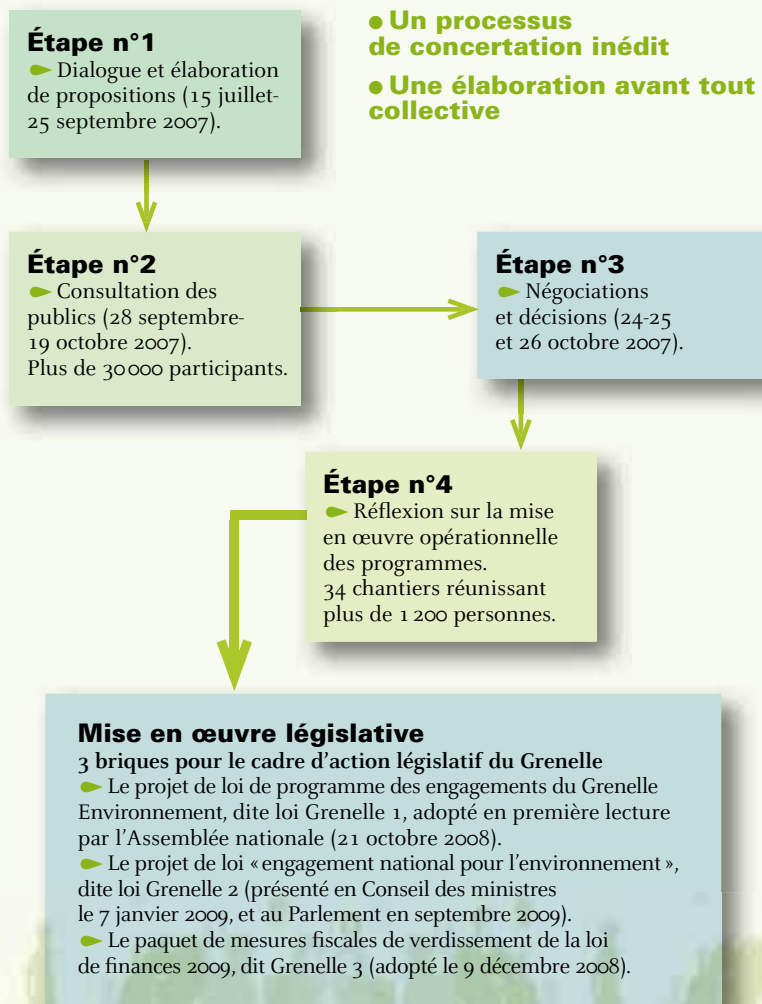 Étape n°1
Dialogue et élaboration
de propositions (15 juillet-
25 septembre 2007).
● Un processus
de concertation inédit
● Une élaboration avant tout
collective
Étape n°2
Consultation des
publics (28 septembre-
19 octobre 2007).
Plus de 30 000 participants.
Étape n°3
Négociations
et décisions (24-25
et 26 octobre 2007).
Étape n°4
Réflexion sur la mise
en œuvre opérationnelle
des programmes.
34 chantiers réunissant
plus de 1 200 personnes.
Mise en œuvre législative
3 briques pour le cadre d’action législatif du Grenelle
Le projet de loi de programme des engagements du Grenelle
Environnement, dite loi Grenelle 1, adopté en première lecture
par l’Assemblée nationale (21 octobre 2008).
Le projet de loi « engagement national pour l’environnement »,
dite loi Grenelle 2 (présenté en Conseil des ministres
le 7 janvier 2009, et au Parlement en septembre 2009).
Le paquet de mesures fiscales de verdissement de la loi
de finances 2009, dit Grenelle 3 (adopté le 9 décembre 2008).